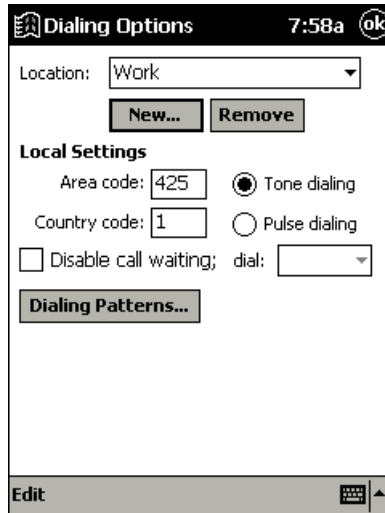 Dialing Options 7:58a ok
Location: Work
New... Remove
Local Settings
Area code: 425 Tone dialing
Country code: 1 Pulse dialing
Disable call waiting; dial:
Dialing Patterns...
Edit